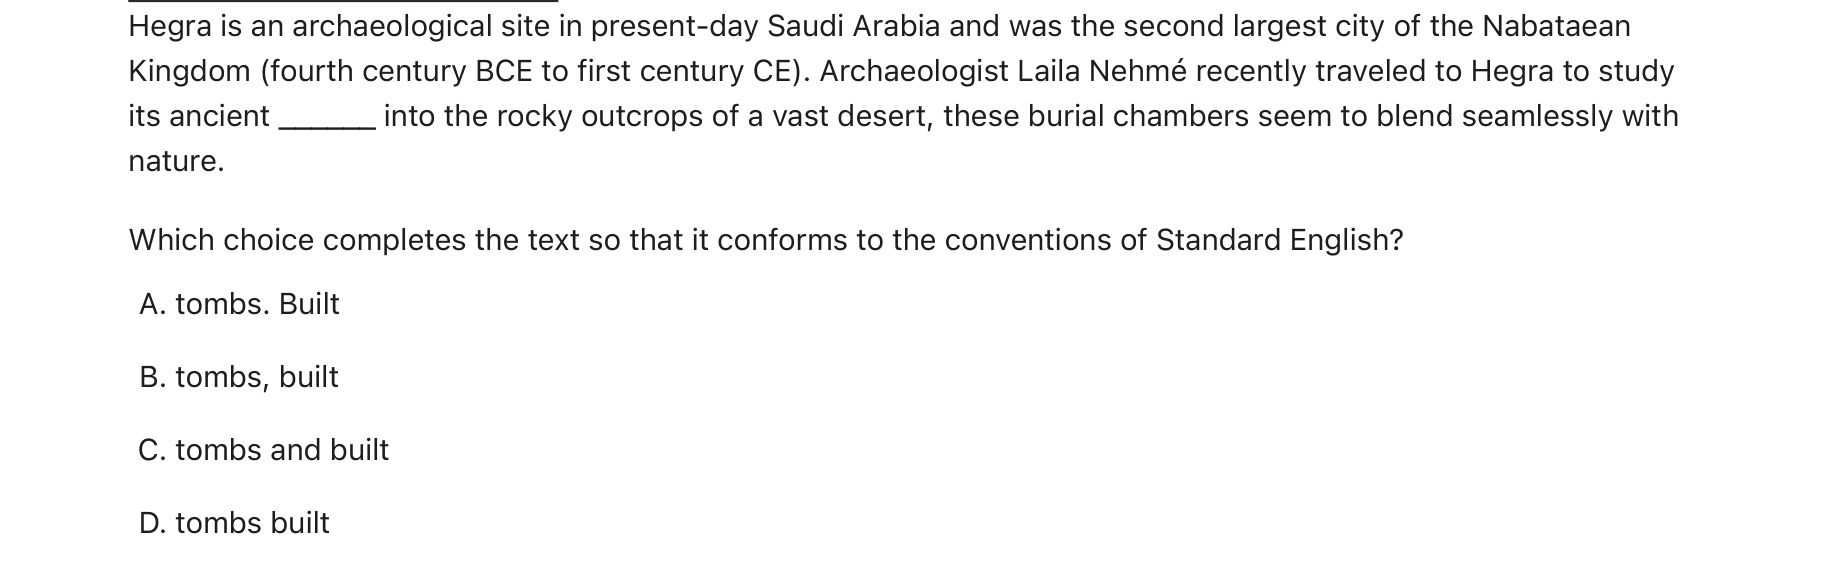 Hegra is an archaeological site in present-day Saudi Arabia and was the second largest city of the Nabataean
Kingdom (fourth century BCE to first century CE). Archaeologist Laila Nehmé recently traveled to Hegra to study
its ancient ______ into the rocky outcrops of a vast desert, these burial chambers seem to blend seamlessly with
nature.
Which choice completes the text so that it conforms to the conventions of Standard English?
A. tombs. Built
B. tombs, built
C. tombs and built
D. tombs built